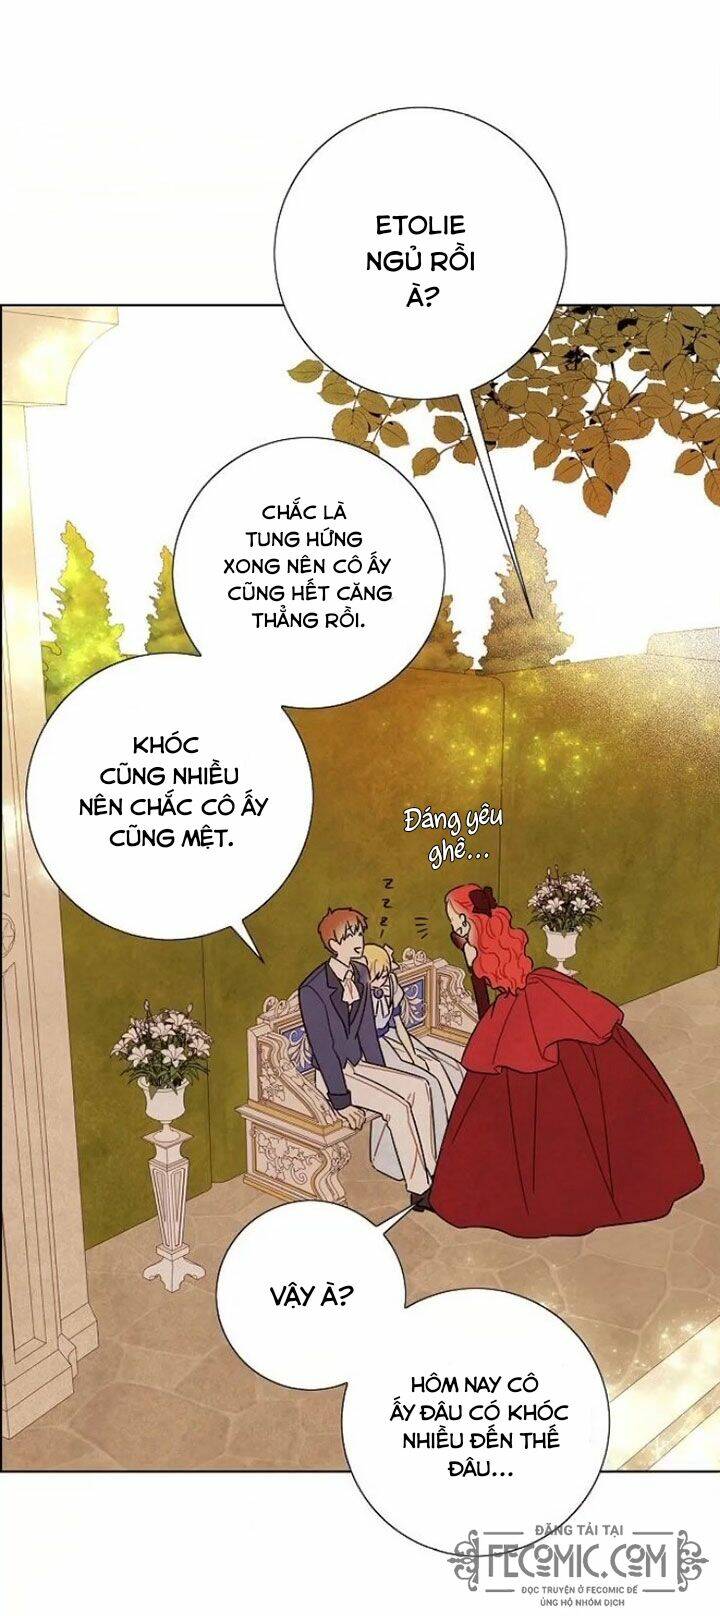 ETOLIE
NGỦ RỒI
À?
CHẮC LÀ
TUNG HỨNG
XONG NÊN CÔ ẤY
CŨNG HẾT CĂNG
THẲNG RỒI.
KHÓC
CŨNG NHIỀU
NÊN CHẮC CÔ ẤY
CŨNG MỆT.
Đáng yêu
ghê...
Z Z Z Z
VẬY À?
HÔM NAY CÔ
ẤY ĐÂU CÓ KHÓC
NHIỀU ĐẾN THẾ
ĐÂU...
ĐĂNG TẢI TẠI
FECOMIC.COM
ĐỌC TRUYỆN Ở FECOMIC ĐỂ
ỦNG HỘ NHÓM DỊCH